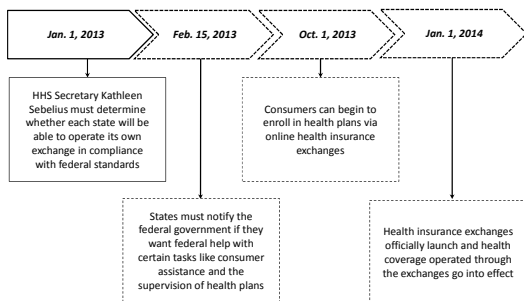 Jan. 1, 2013
Feb. 15, 2013
Oct. 1, 2013
Jan. 1, 2014
HHS Secretary Kathleen
Sebelius must determine
whether each state will be
able to operate its own
exchange in compliance
with federal standards
Consumers can begin to
enroll in health plans via
online health insurance
exchanges
States must notify the
federal government if they
want federal help with
certain tasks like consumer
assistance and the
supervision of health plans
Health insurance exchanges
officially launch and health
coverage operated through
the exchanges go into effect